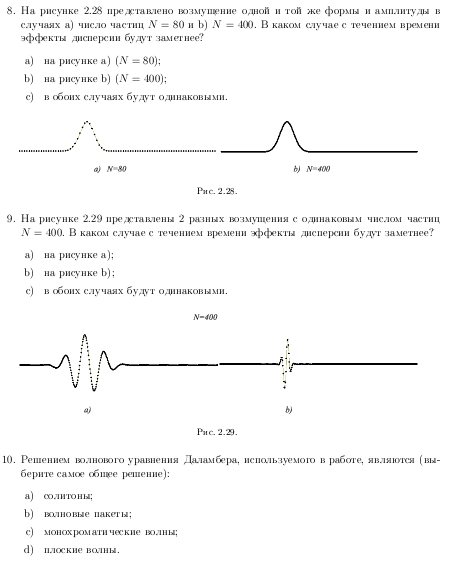 8. На рисунке 2.28 представлено возмущение одной и той же формы и амплитуды в
случаях a) число частиц N = 80 и b) N = 400. В каком случае с течением времени
эффекты дисперсии будут заметнее?
a) на рисунке a) (N = 80);
b) на рисунке b) (N = 400);
c) в обоих случаях будут одинаковыми.
a) N=80 b) N=400
Рис. 2.28.
9. На рисунке 2.29 представлены 2 разных возмущения с одинаковым числом частиц
N = 400. В каком случае с течением времени эффекты дисперсии будут заметнее?
a) на рисунке a);
b) на рисунке b);
c) в обоих случаях будут одинаковыми.
N=400
a) b)
Рис. 2.29.
10. Решением волнового уравнения Даламбера, используемого в работе, являются (вы-
берите самое общее решение):
a) солитоны;
b) волновые пакеты;
c) монохроматические волны;
d) плоские волны.